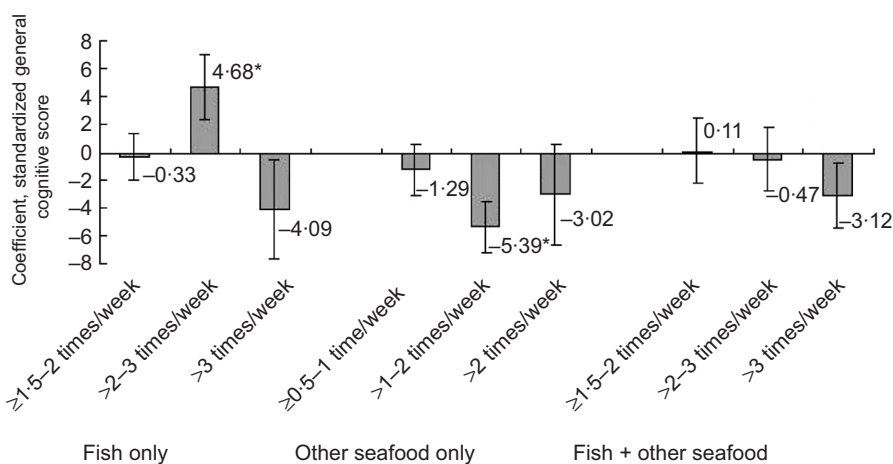 Coefficient, standardized general
cognitive score
8
6
4
2
0
–2
–4
–6
–8
–0·33
4·68*
–4·09
–1·29
–5·39*
–3·02
0·11
–0·47
–3·12
≥1·5–2 times/week
>2–3 times/week
>3 times/week
≥0·5–1 time/week
>1–2 times/week
>2 times/week
≥1·5–2 times/week
>2–3 times/week
>3 times/week
Fish only
Other seafood only
Fish + other seafood